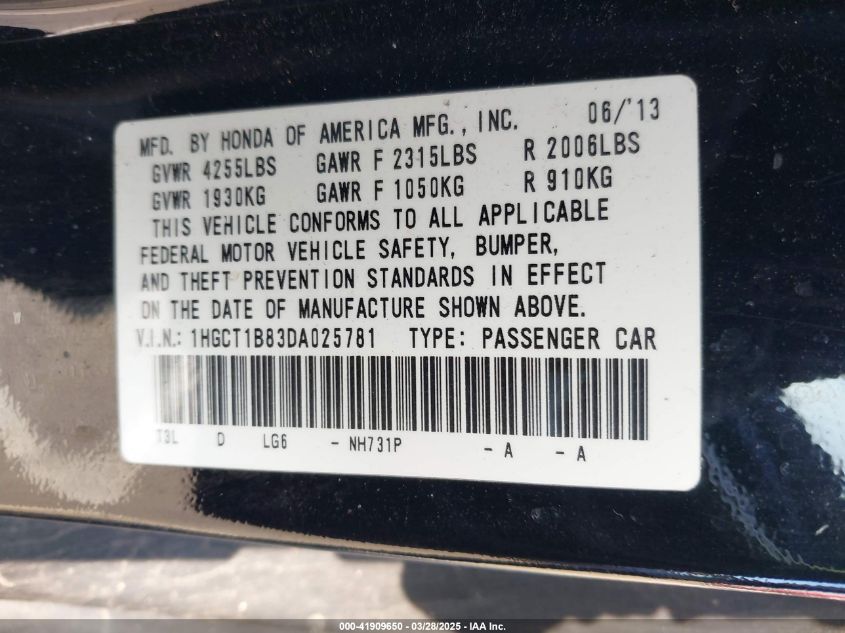 MFD. BY HONDA OF AMERICA MFG., INC. 06/'13
GVWR 4255LBS GAWR F 2315LBS R 2006LBS
GVWR 1930KG GAWR F 1050KG R 910KG
THIS VEHICLE CONFORMS TO ALL APPLICABLE
FEDERAL MOTOR VEHICLE SAFETY, BUMPER,
AND THEFT PREVENTION STANDARDS IN EFFECT
ON THE DATE OF MANUFACTURE SHOWN ABOVE.
V.I.N.: 1HGCT1B83DA025781 TYPE: PASSENGER CAR
T3L D LG6 - NH731P - A - A
000-41909650 - 03/28/2025 - IAA Inc.